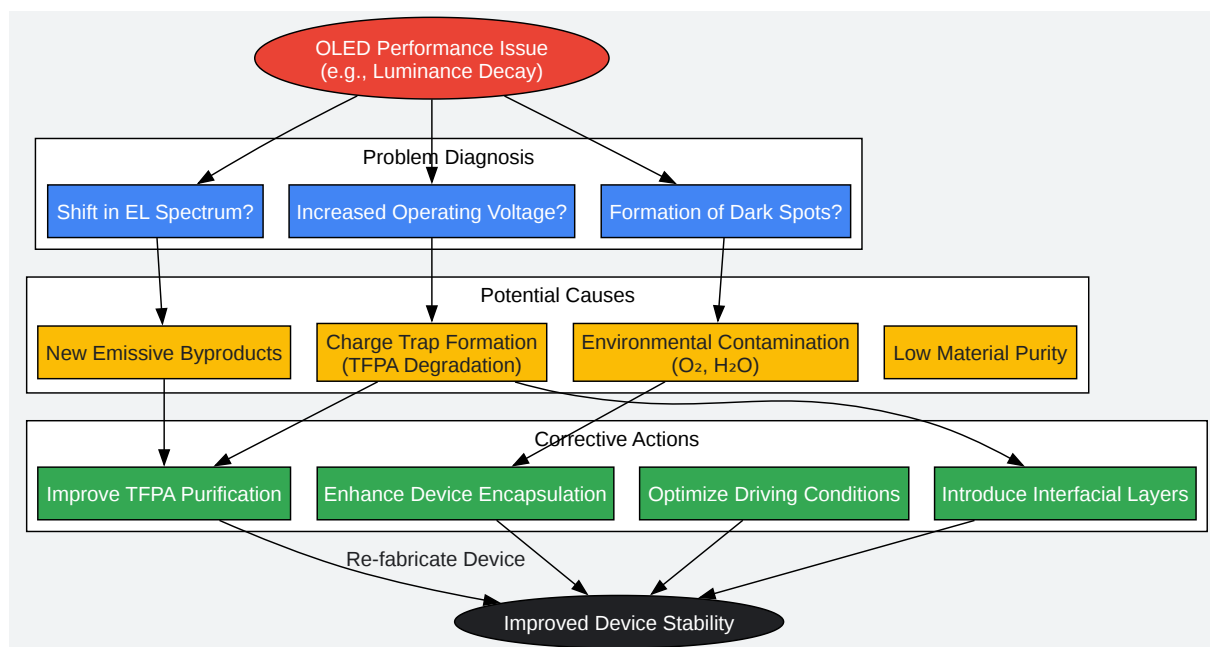 OLED Performance Issue
(e.g., Luminance Decay)
Problem Diagnosis
Shift in EL Spectrum?
Increased Operating Voltage?
Formation of Dark Spots?
Potential Causes
New Emissive Byproducts
Charge Trap Formation
(TFPA Degradation)
Environmental Contamination
(O₂, H₂O)
Low Material Purity
Corrective Actions
Improve TFPA Purification
Enhance Device Encapsulation
Optimize Driving Conditions
Introduce Interfacial Layers
Re-fabricate Device
Improved Device Stability